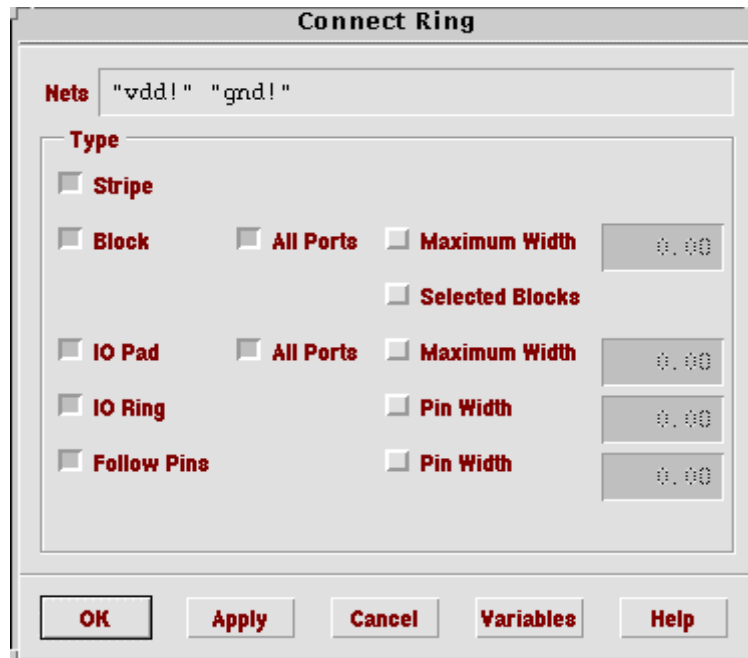 Connect Ring
Nets "vdd!" "gnd!"
Type
Stripe
Block All Ports Maximum Width 0.00
Selected Blocks
IO Pad All Ports Maximum Width 0.00
IO Ring Pin Width 0.00
Follow Pins Pin Width 0.00
OK Apply Cancel Variables Help